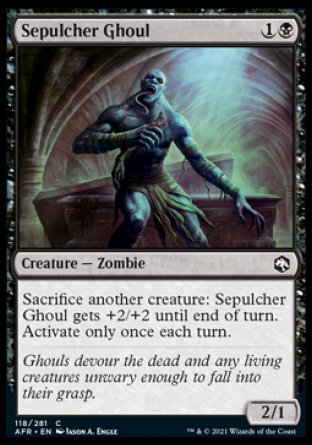 Sepulcher Ghoul 1
Creature — Zombie
Sacrifice another creature: Sepulcher
Ghoul gets +2/+2 until end of turn.
Activate only once each turn.
Ghouls devour the dead and any living
creatures unwary enough to fall into
their grasp.
2/1
118/281 C
AFR • EN Jason A. Engle ™ & © 2021 Wizards of the Coast